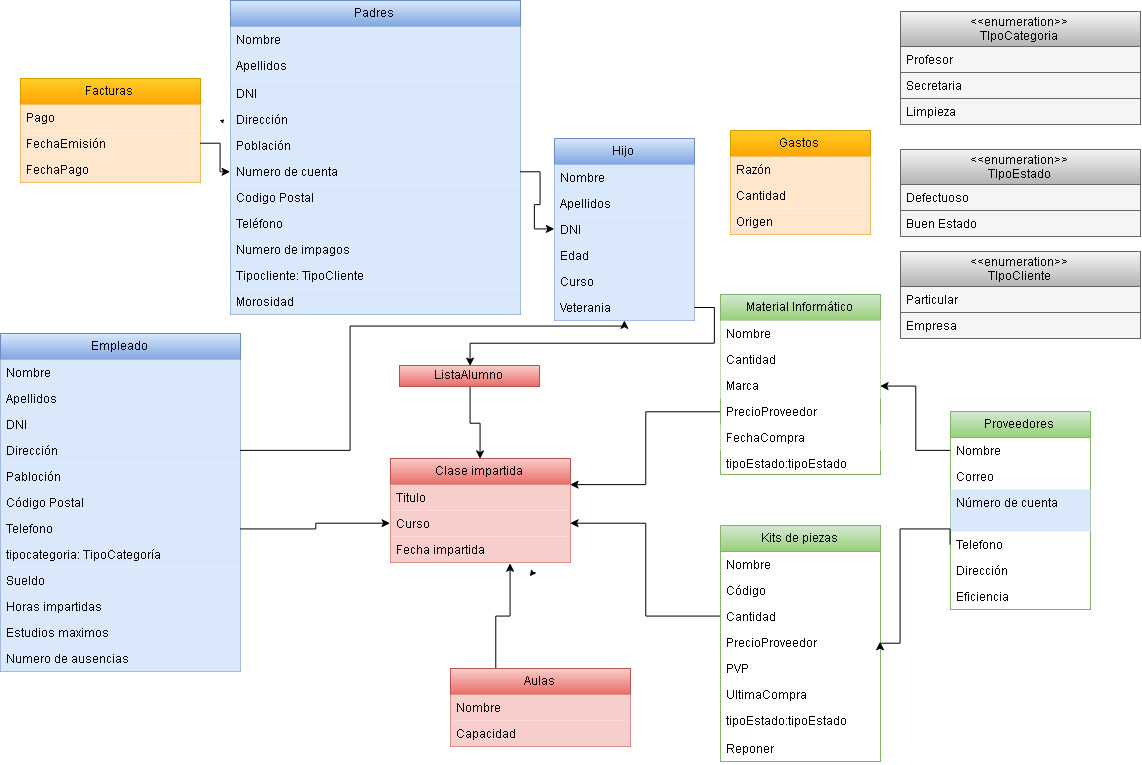 Padres
Nombre
Apellidos
DNI
Dirección
Población
Numero de cuenta
Codigo Postal
Teléfono
Numero de impagos
Tipocliente: TipoCliente
Morosidad
Facturas
Pago
FechaEmisión
FechaPago
Hijo
Nombre
Apellidos
DNI
Edad
Curso
Veterania
Gastos
Razón
Cantidad
Origen
<<enumeration>>
TIpoCategoria
Profesor
Secretaria
Limpieza
<<enumeration>>
TIpoEstado
Defectuoso
Buen Estado
<<enumeration>>
TIpoCliente
Particular
Empresa
Empleado
Nombre
Apellidos
DNI
Dirección
Pabloción
Código Postal
Telefono
tipocategoria: TipoCategoría
Sueldo
Horas impartidas
Estudios maximos
Numero de ausencias
ListaAlumno
Clase impartida
Titulo
Curso
Fecha impartida
Aulas
Nombre
Capacidad
Material Informático
Nombre
Cantidad
Marca
PrecioProveedor
FechaCompra
tipoEstado:tipoEstado
Kits de piezas
Nombre
Código
Cantidad
PrecioProveedor
PVP
UltimaCompra
tipoEstado:tipoEstado
Reponer
Proveedores
Nombre
Correo
Número de cuenta
Telefono
Dirección
Eficiencia